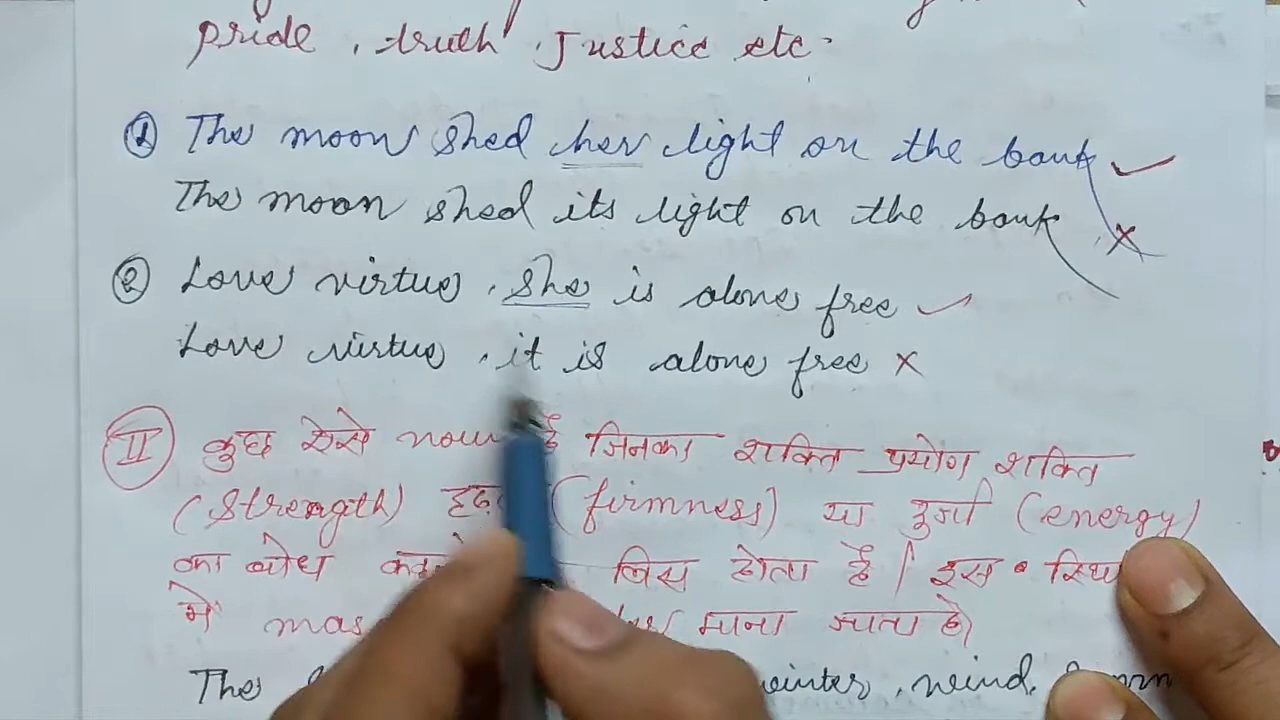 pride, truth, Justice etc.
① The moon shed her light on the bank ✓
The moon shed its light on the bank ×
② Love virtue, she is alone free ✓
Love virtue, it is alone free ×
II कुछ ऐसे noun है जिनका शक्ति प्रयोग शक्ति
(Strength) (firmness) या दुर्जा (energy)
का बोध लिए होता है। इस
में माना जाता है।
The winter, wind,